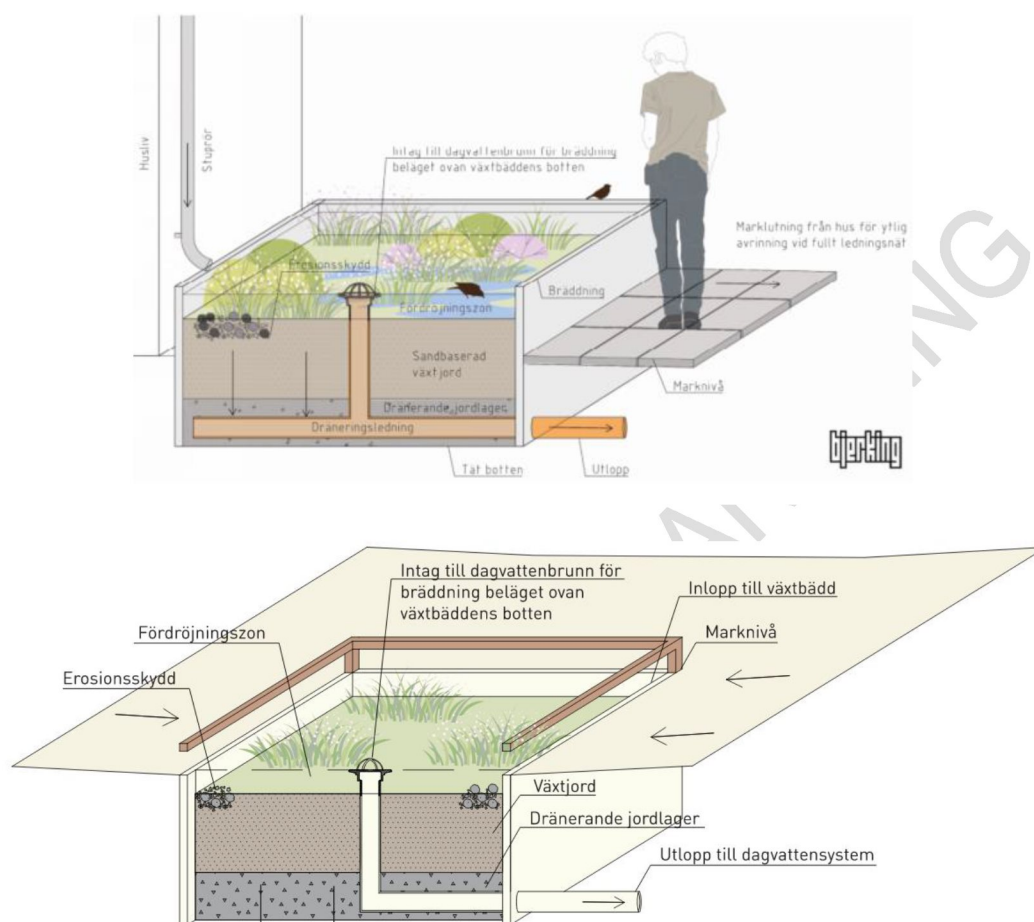 Husliv
Stuprör
Intag till dagvattenbrunn för bräddning
beläget ovan växtbäddens botten
Marklutning från hus för ytlig
avrinning vid fullt ledningsnät
Erosionsskydd
Bräddning
Fördröjningszon
Sandbaserad
växtjord
Marknivå
Dränerande jordlager
Dräneringsledning
bjerking
Tät botten
Utlopp
Intag till dagvattenbrunn för
bräddning beläget ovan
växtbäddens botten
Inlopp till växtbädd
Fördröjningszon
Marknivå
Erosionsskydd
Växtjord
Dränerande jordlager
Utlopp till dagvattensystem